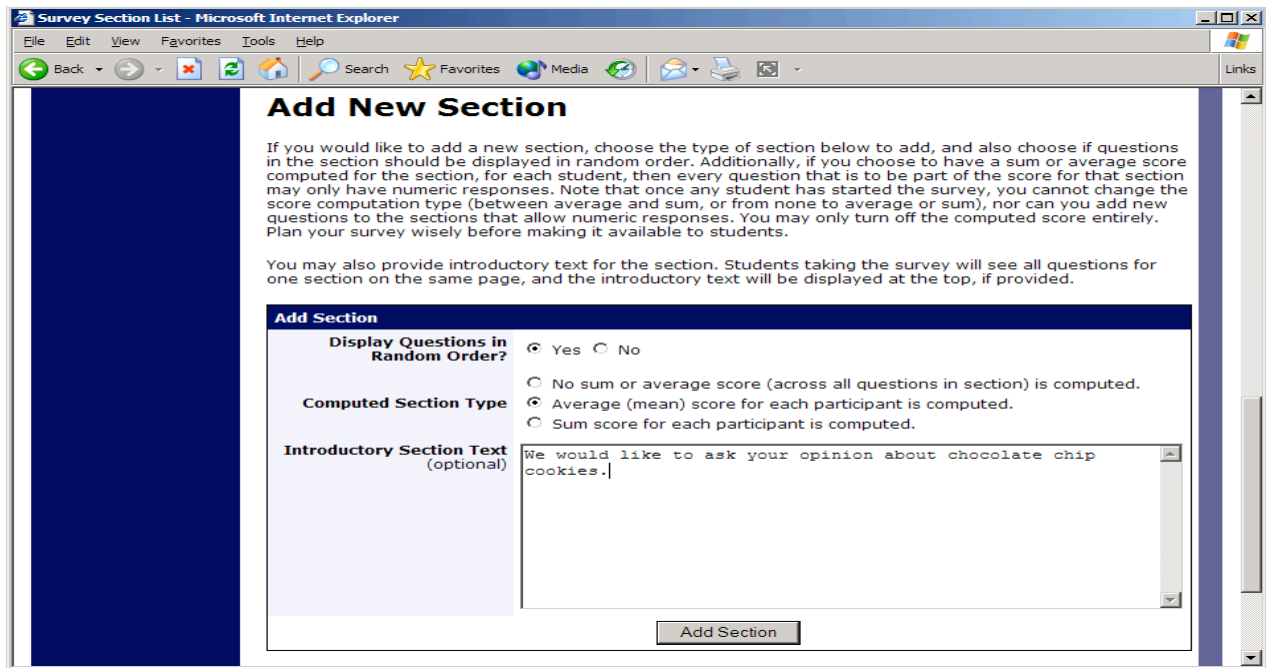 Survey Section List - Microsoft Internet Explorer
File Edit View Favorites Tools Help
Back Search Favorites Media Links
Add New Section
If you would like to add a new section, choose the type of section below to add, and also choose if questions
in the section should be displayed in random order. Additionally, if you choose to have a sum or average score
computed for the section, for each student, then every question that is to be part of the score for that section
may only have numeric responses. Note that once any student has started the survey, you cannot change the
score computation type (between average and sum, or from none to average or sum), nor can you add new
questions to the sections that allow numeric responses. You may only turn off the computed score entirely.
Plan your survey wisely before making it available to students.
You may also provide introductory text for the section. Students taking the survey will see all questions for
one section on the same page, and the introductory text will be displayed at the top, if provided.
Add Section
Display Questions in
Random Order?
Yes No
Computed Section Type
No sum or average score (across all questions in section) is computed.
Average (mean) score for each participant is computed.
Sum score for each participant is computed.
Introductory Section Text
(optional)
We would like to ask your opinion about chocolate chip
cookies.
Add Section